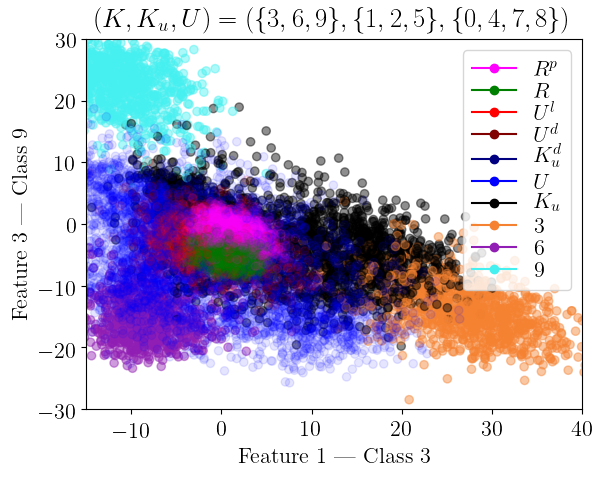 (K, K_u, U) = ({3, 6, 9}, {1, 2, 5}, {0, 4, 7, 8})
30
20
10
0
−10
−20
−30
Feature 3 — Class 9
R^p
R
U^l
U^d
K_u^d
U
K_u
3
6
9
−10
0
10
20
30
40
Feature 1 — Class 3